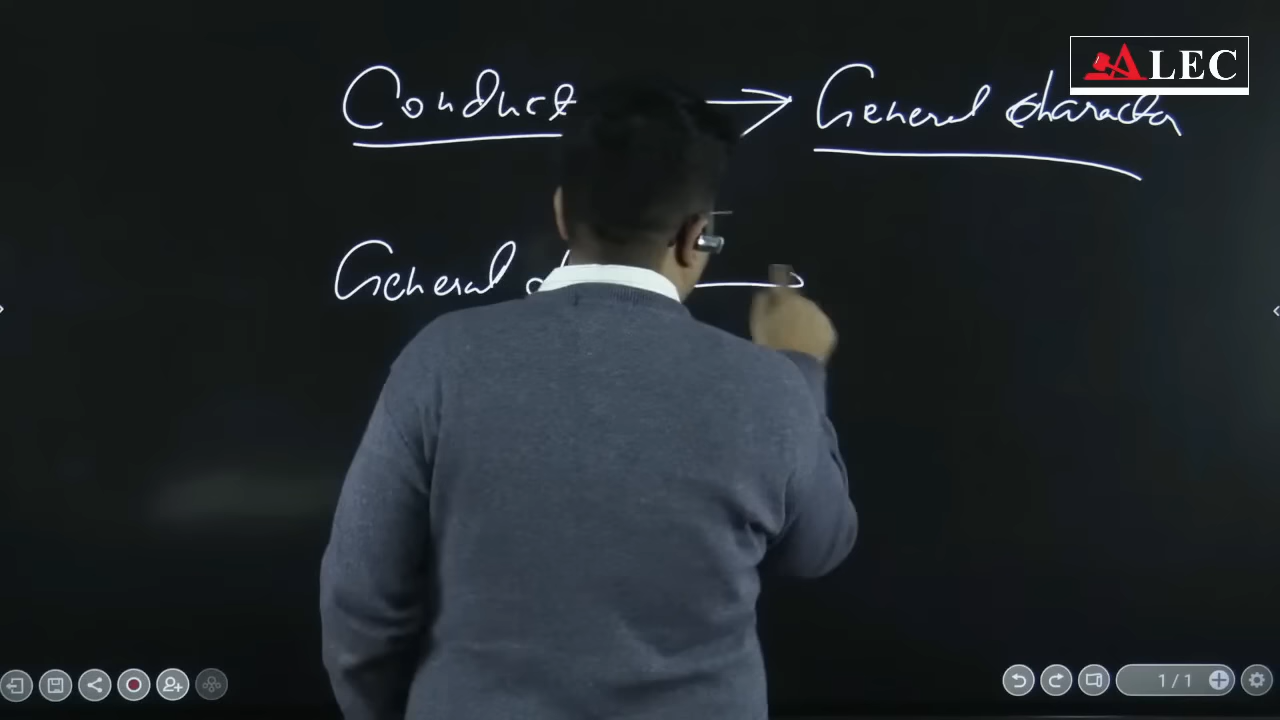 ALEC
Conduct → General character
General
1/1